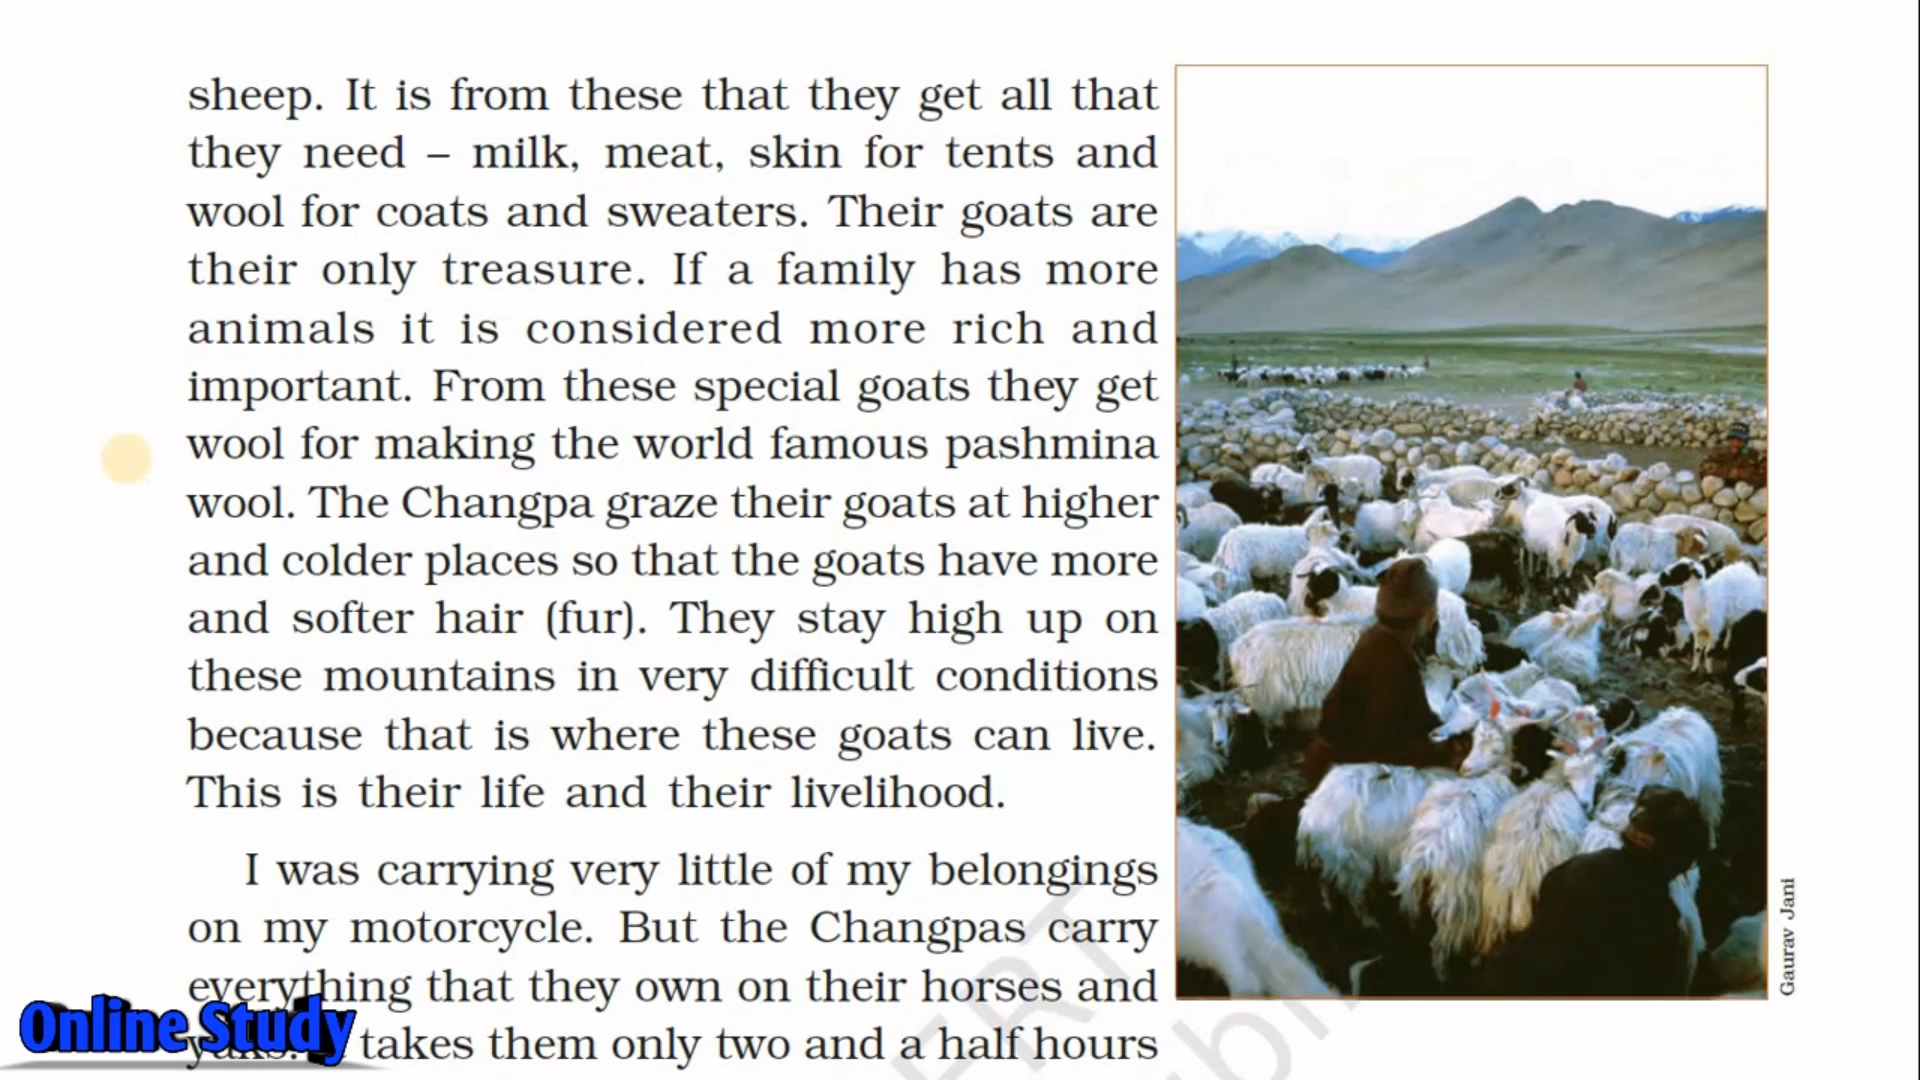 sheep. It is from these that they get all that
they need – milk, meat, skin for tents and
wool for coats and sweaters. Their goats are
their only treasure. If a family has more
animals it is considered more rich and
important. From these special goats they get
wool for making the world famous pashmina
wool. The Changpa graze their goats at higher
and colder places so that the goats have more
and softer hair (fur). They stay high up on
these mountains in very difficult conditions
because that is where these goats can live.
This is their life and their livelihood.
I was carrying very little of my belongings
on my motorcycle. But the Changpas carry
everything that they own on their horses and
takes them only two and a half hours
Gaurav Jani
Online Study